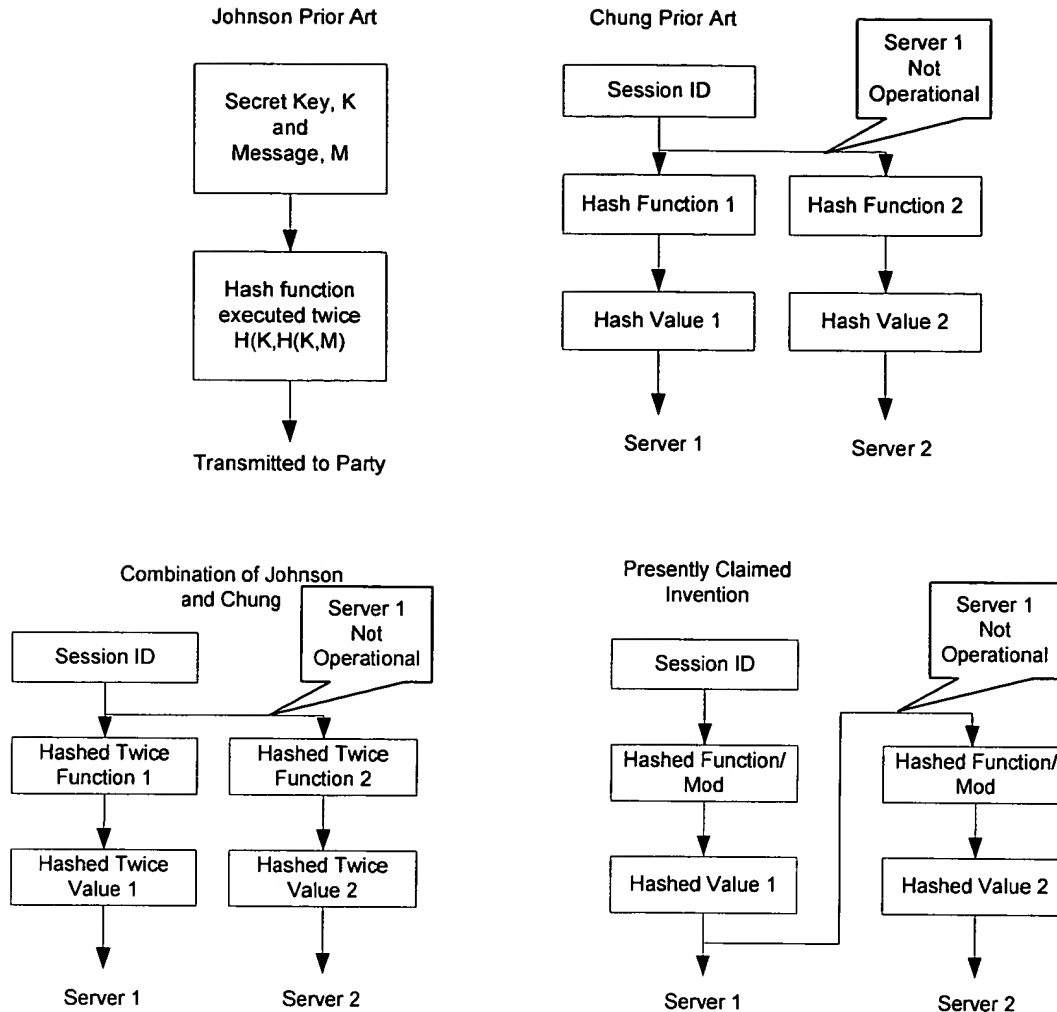 Johnson Prior Art
Secret Key, K
and
Message, M
Hash function
executed twice
H(K,H(K,M)
Transmitted to Party
Chung Prior Art
Server 1
Not
Operational
Session ID
Hash Function 1
Hash Function 2
Hash Value 1
Hash Value 2
Server 1
Server 2
Combination of Johnson
and Chung
Server 1
Not
Operational
Session ID
Hashed Twice
Function 1
Hashed Twice
Function 2
Hashed Twice
Value 1
Hashed Twice
Value 2
Server 1
Server 2
Presently Claimed
Invention
Server 1
Not
Operational
Session ID
Hashed Function/
Mod
Hashed Function/
Mod
Hashed Value 1
Hashed Value 2
Server 1
Server 2